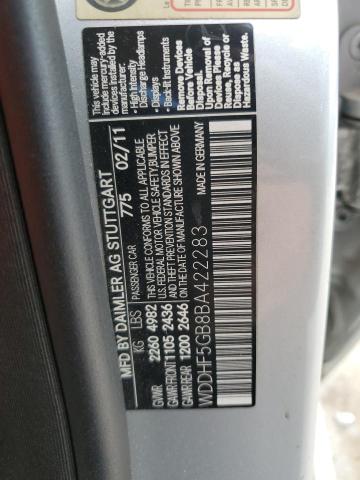 MFD BY DAIMLER AG STUTTGART 775 02/11
KG LBS PASSENGER CAR
GVWR 2260 4982
GAWR FRONT 1105 2436
GAWR REAR 1200 2646
THIS VEHICLE CONFORMS TO ALL APPLICABLE
U.S. FEDERAL MOTOR VEHICLE SAFETY BUMPER
AND THEFT PREVENTION STANDARDS IN EFFECT
ON THE DATE OF MANUFACTURE SHOWN ABOVE
WDDHF5GB8BA422283
MADE IN GERMANY
This vehicle may
include mercury-added
devices installed by
the manufacturer:
• High Intensity
Discharge Headlamps
• Displays
• Back-lit Instruments
Remove Devices
Before Vehicle
Disposal.
Upon Removal of
Devices Please
Reuse, Recycle or
Dispose as
Hazardous Waste.